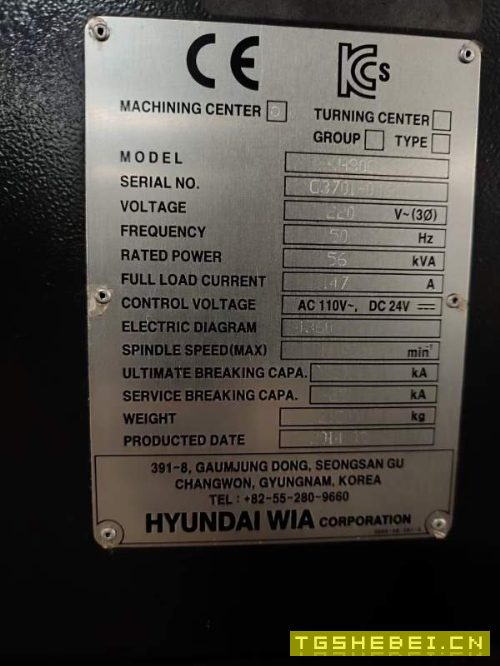 CE KCs
MACHINING CENTER
TURNING CENTER
GROUP TYPE
MODEL
SERIAL NO.
VOLTAGE 220 V~(3Ø)
FREQUENCY 50 Hz
RATED POWER 56 kVA
FULL LOAD CURRENT 147 A
CONTROL VOLTAGE AC 110V~, DC 24V
ELECTRIC DIAGRAM
SPINDLE SPEED(MAX) min⁻¹
ULTIMATE BREAKING CAPA. kA
SERVICE BREAKING CAPA. kA
WEIGHT kg
PRODUCTED DATE
391-8, GAUMJUNG DONG, SEONGSAN GU
CHANGWON, GYUNGNAM, KOREA
TEL : +82-55-280-9660
HYUNDAI WIA CORPORATION
TGSHEBEI.CN